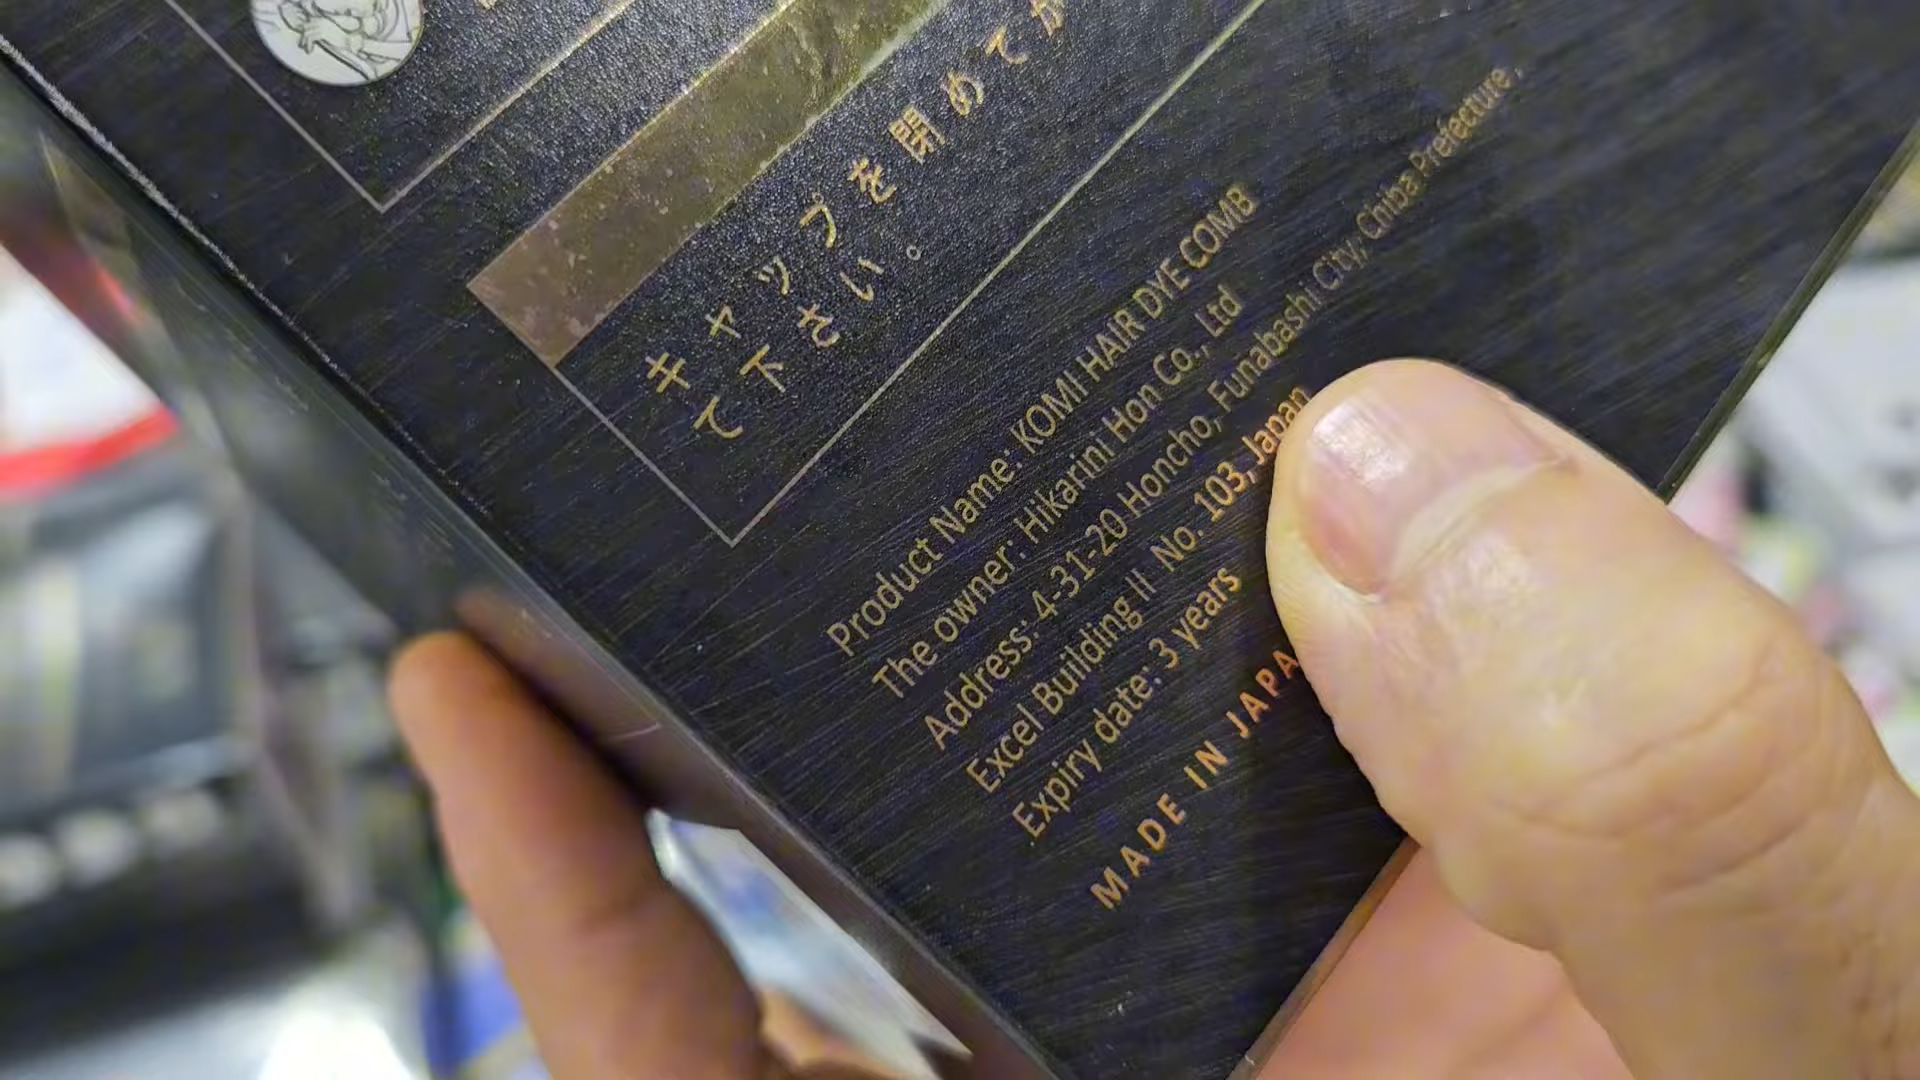 キャップを閉めてか
て下さい。
Product Name: KOMI HAIR DYE COMB
The owner: Hikarini Hon Co., Ltd
Address: 4-31-20 Honcho, Funabashi City, Chiba Prefecture,
Excel Building II No. 103, Japan
Expiry date: 3 years
MADE IN JAPA